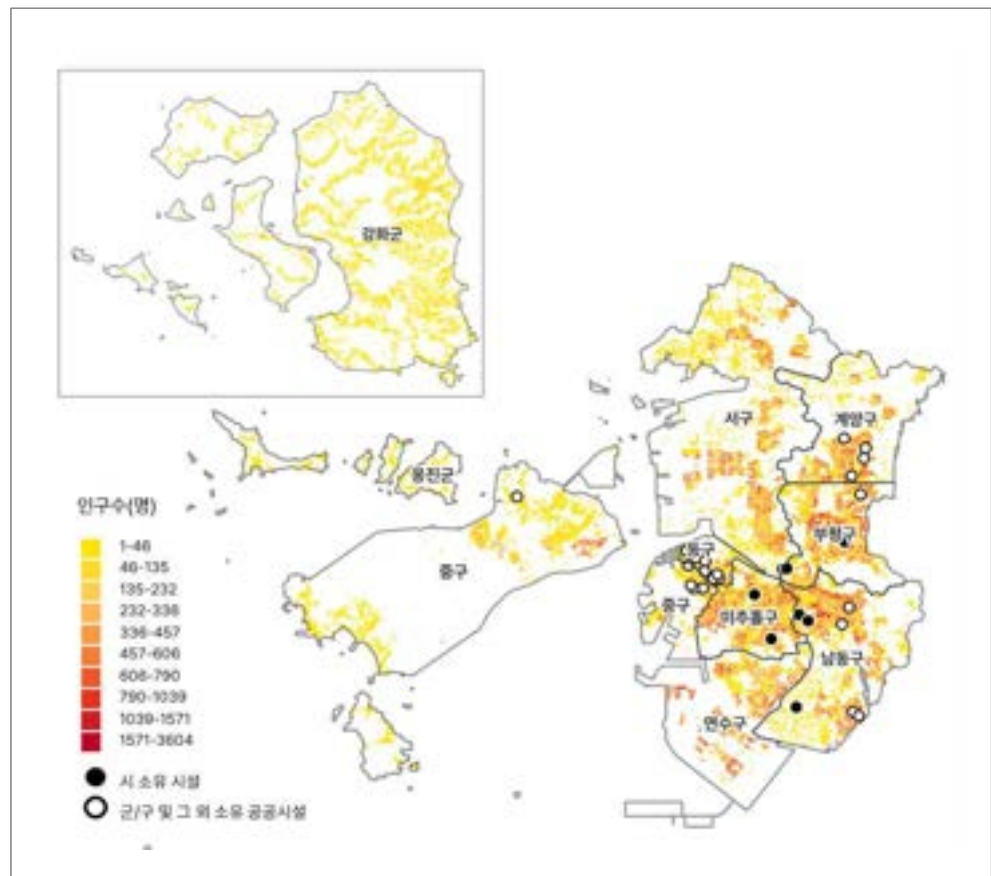 강화군
서구
계양구
옹진군
부평구
동구
중구
중구
미추홀구
남동구
연수구
인구수(명)
1-46
46-135
135-232
232-336
336-457
457-606
606-790
790-1039
1039-1571
1571-3604
시 소유 시설
군/구 및 그 외 소유 공공시설